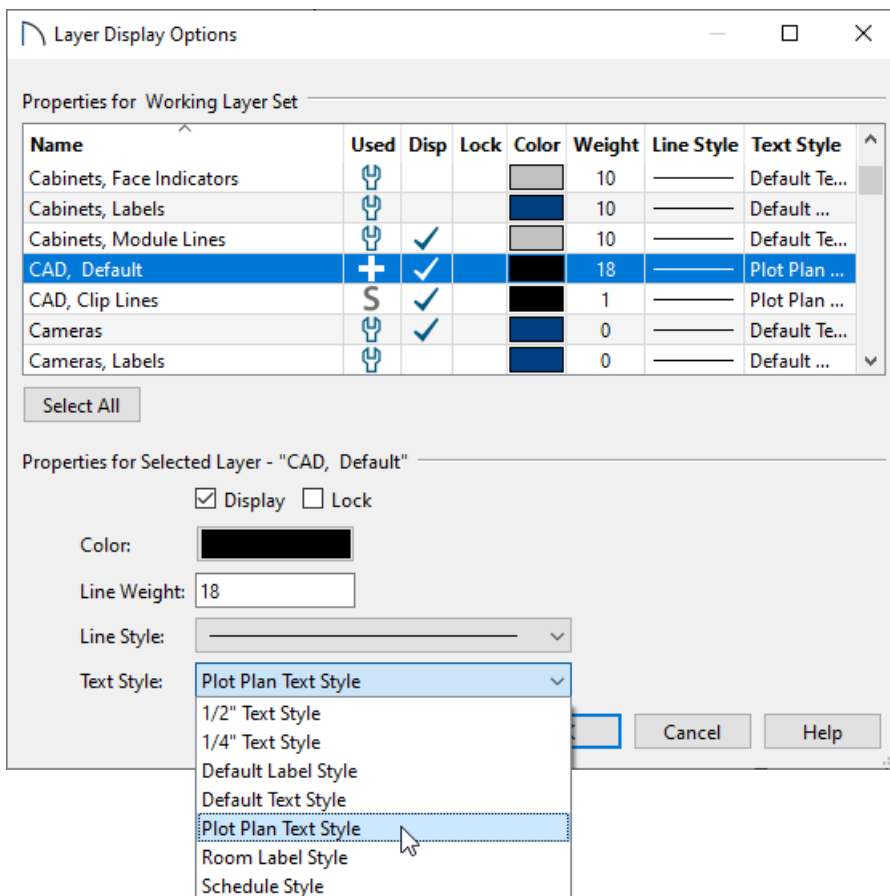 Layer Display Options
Properties for Working Layer Set
Name Used Disp Lock Color Weight Line Style Text Style
Cabinets, Face Indicators 10 Default Te...
Cabinets, Labels 10 Default ...
Cabinets, Module Lines 10 Default Te...
CAD, Default 18 Plot Plan ...
CAD, Clip Lines S 1 Plot Plan ...
Cameras 0 Default Te...
Cameras, Labels 0 Default ...
Select All
Properties for Selected Layer - "CAD, Default"
Display Lock
Color:
Line Weight: 18
Line Style:
Text Style: Plot Plan Text Style
1/2" Text Style
1/4" Text Style
Cancel Help
Default Label Style
Default Text Style
Plot Plan Text Style
Room Label Style
Schedule Style